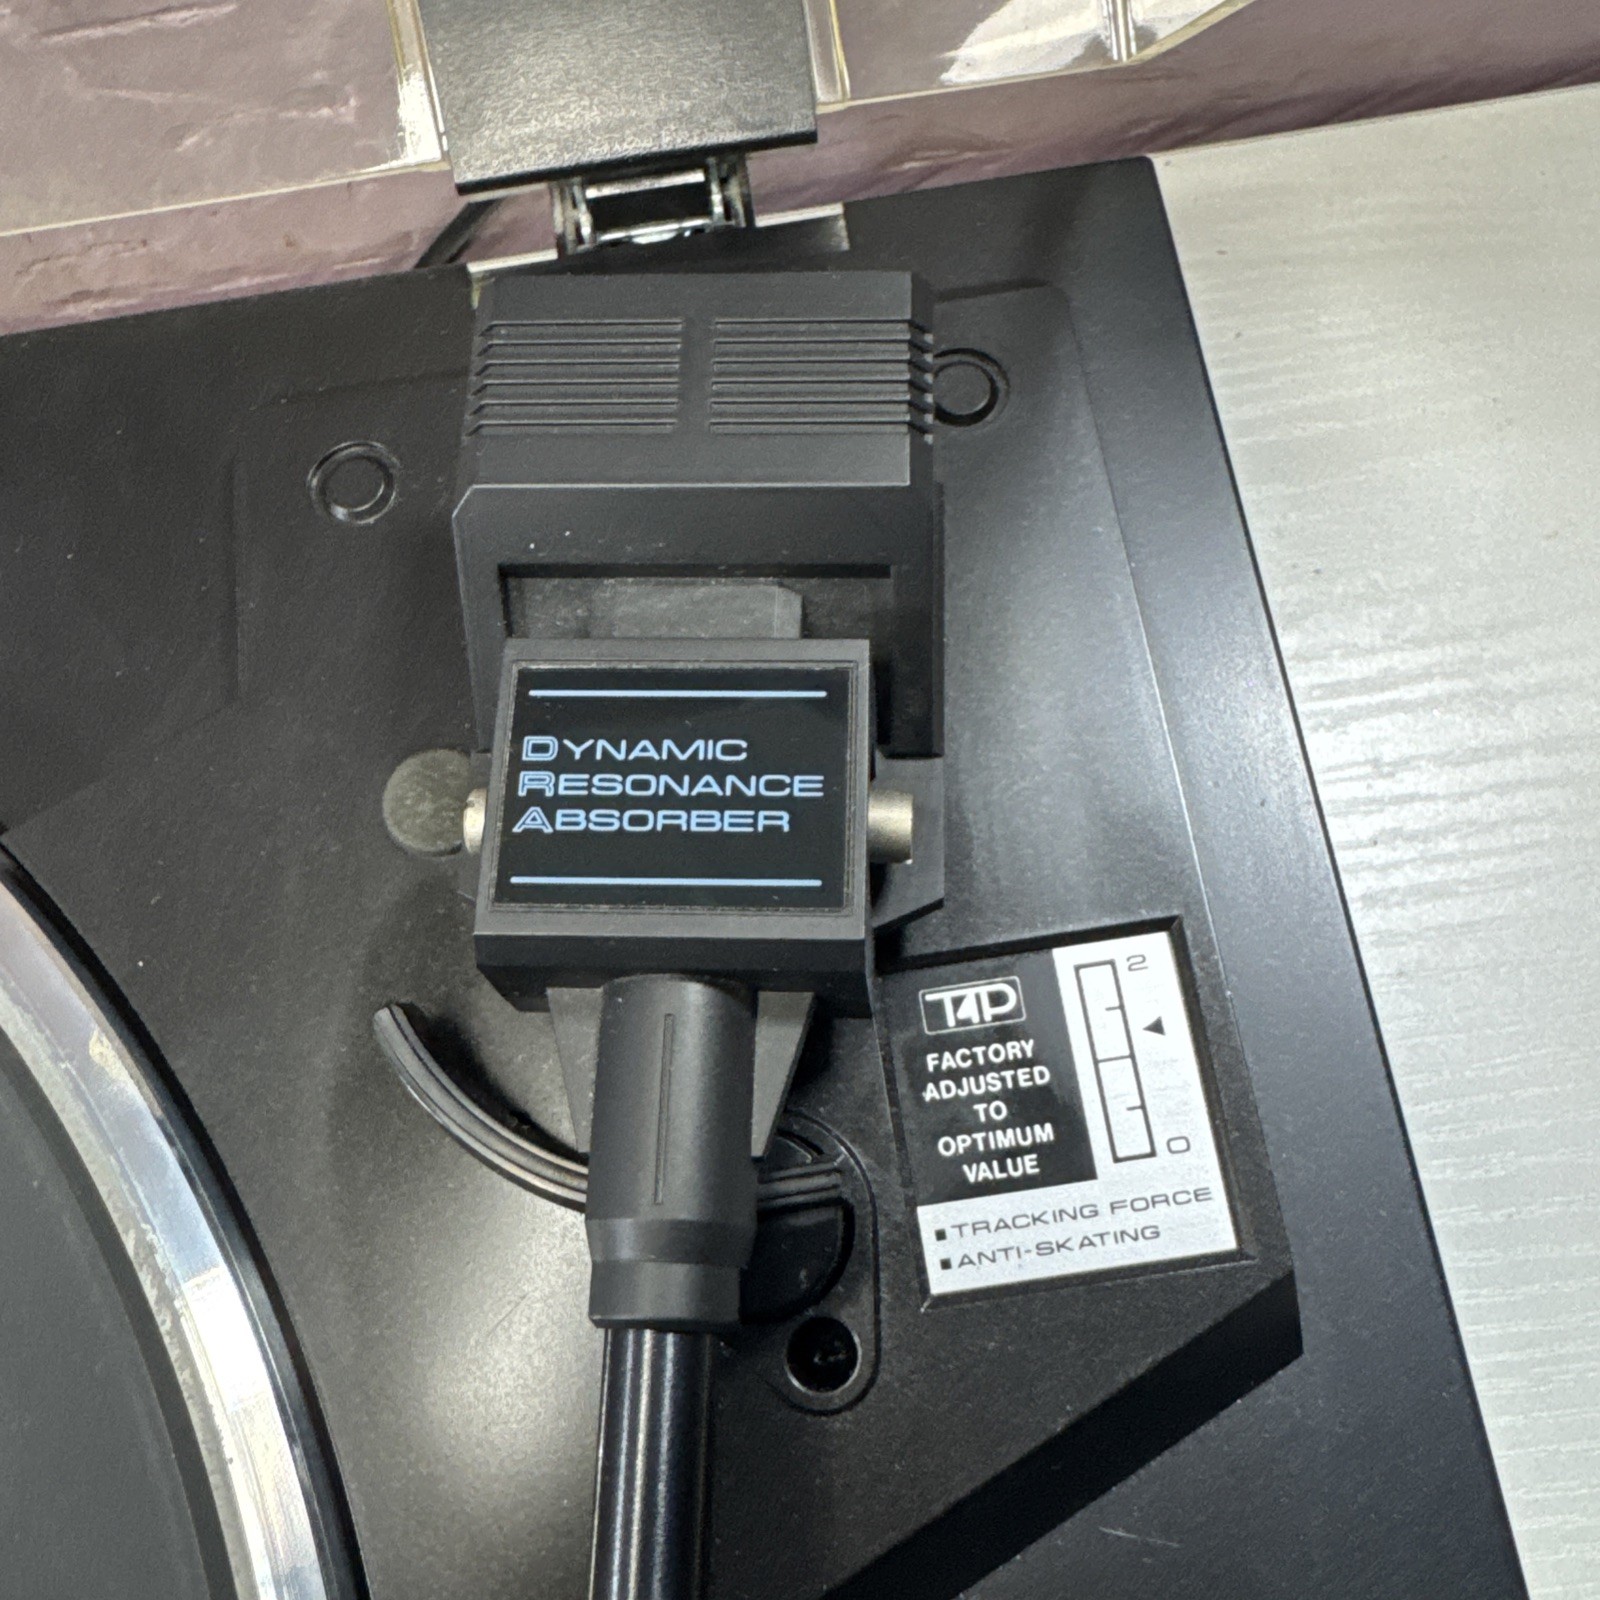 DYNAMIC
RESONANCE
ABSORBER
T4P
FACTORY
ADJUSTED
TO
OPTIMUM
VALUE
2
0
TRACKING FORCE
ANTI-SKATING